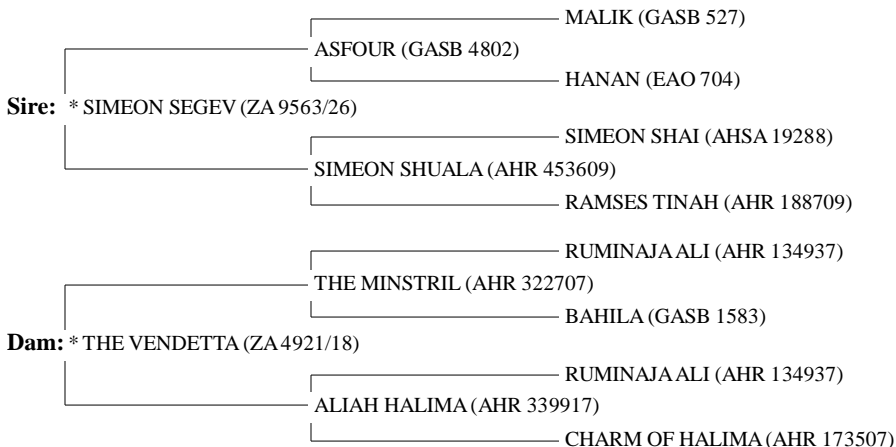 MALIK (GASB 527)
ASFOUR (GASB 4802)
HANAN (EAO 704)
Sire: * SIMEON SEGEV (ZA 9563/26)
SIMEON SHAI (AHSA 19288)
SIMEON SHUALA (AHR 453609)
RAMSES TINAH (AHR 188709)
RUMINAJA ALI (AHR 134937)
THE MINSTRIL (AHR 322707)
BAHILA (GASB 1583)
Dam: * THE VENDETTA (ZA 4921/18)
RUMINAJA ALI (AHR 134937)
ALIAH HALIMA (AHR 339917)
CHARM OF HALIMA (AHR 173507)